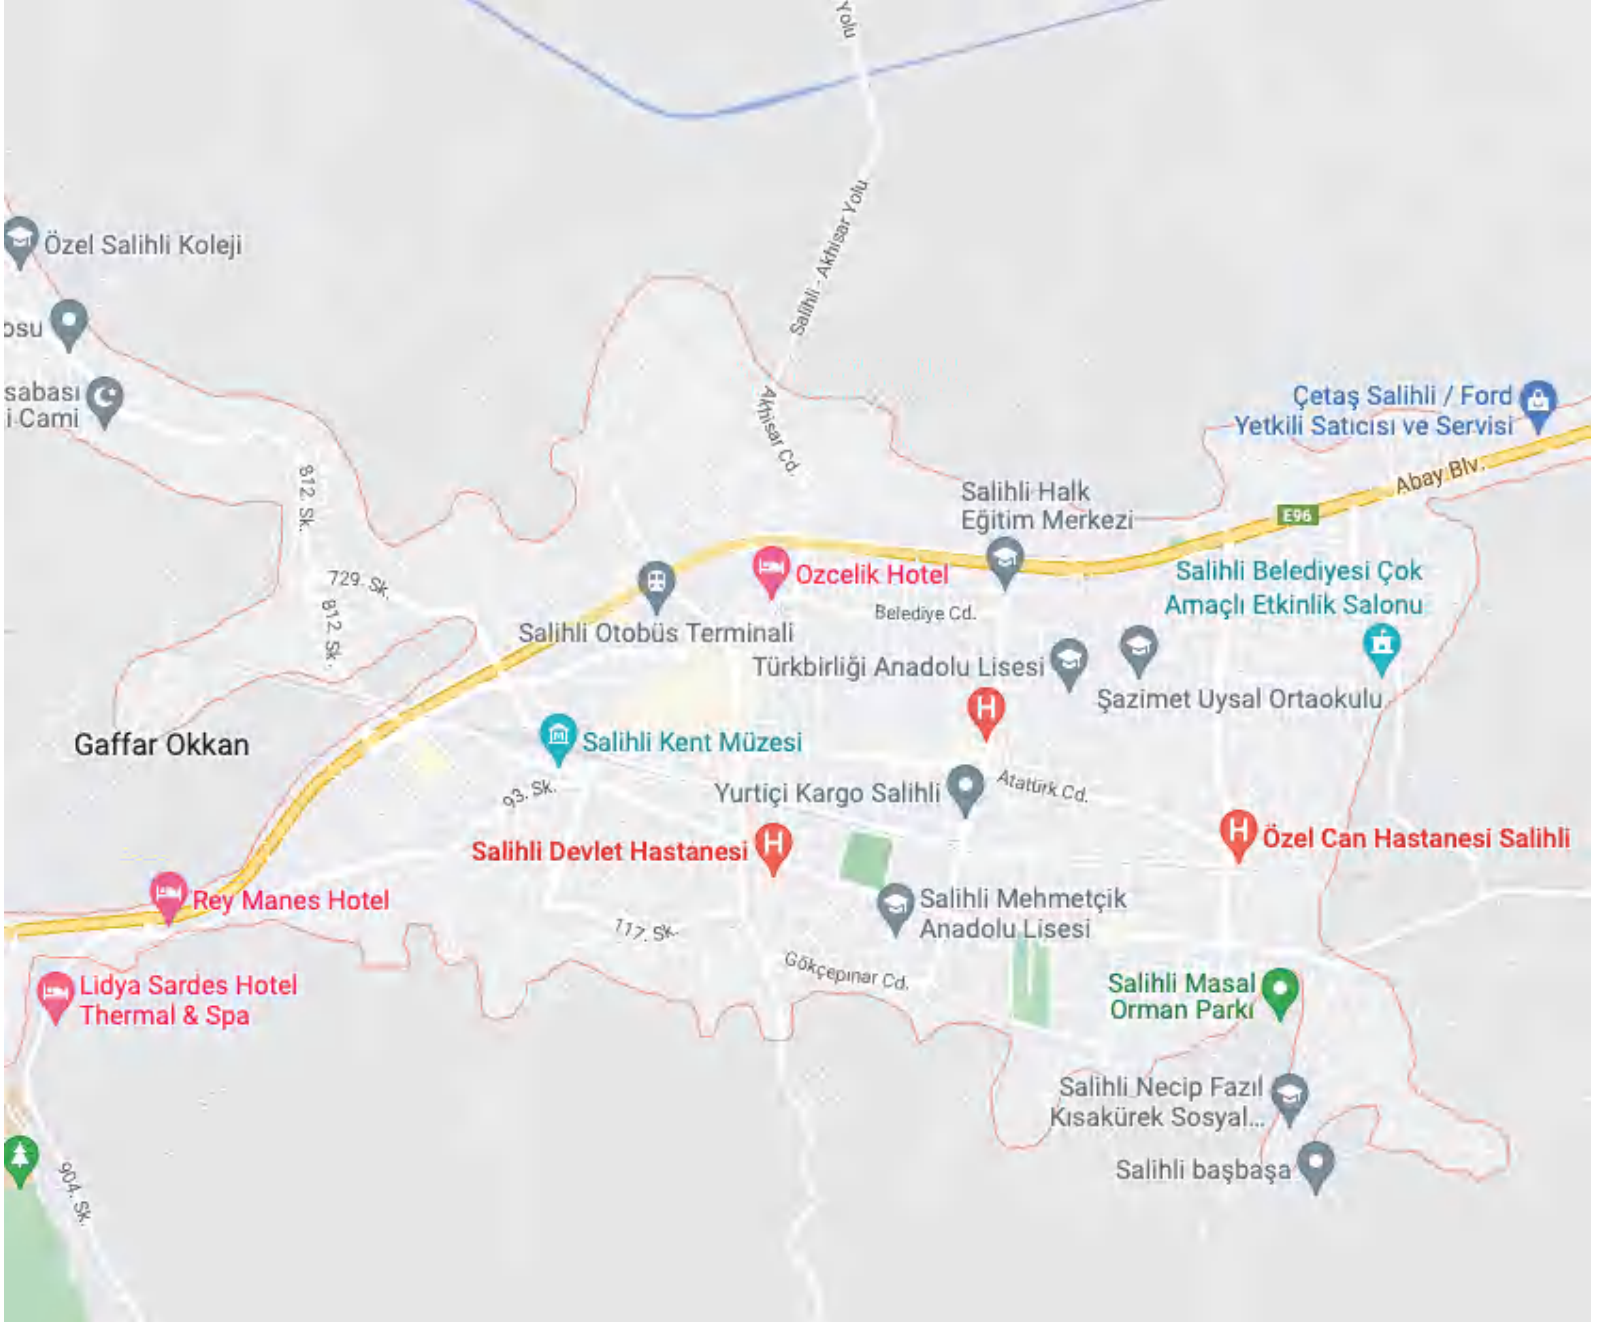 Yolu
Salihli - Akhisar Yolu
Özel Salihli Koleji
osu
sabası
i Cami
Akhisar Cd.
Çetaş Salihli / Ford
Yetkili Satıcısı ve Servisi
Abay Blv.
E96
812. Sk.
Salihli Halk
Eğitim Merkezi
729. Sk.
812 Sk.
Ozcelik Hotel
Belediye Cd.
Salihli Belediyesi Çok
Amaçlı Etkinlik Salonu
Salihli Otobüs Terminali
Türkbirliği Anadolu Lisesi
Şazimet Uysal Ortaokulu
H
Gaffar Okkan
Salihli Kent Müzesi
93. Sk.
Yurtiçi Kargo Salihli
Atatürk Cd.
Salihli Devlet Hastanesi
H
H
Özel Can Hastanesi Salihli
Rey Manes Hotel
Salihli Mehmetçik
Anadolu Lisesi
117. Sk.
Gökçepınar Cd.
Lidya Sardes Hotel
Thermal & Spa
Salihli Masal
Orman Parkı
Salihli Necip Fazıl
Kısakürek Sosyal...
Salihli başbaşa
904. Sk.